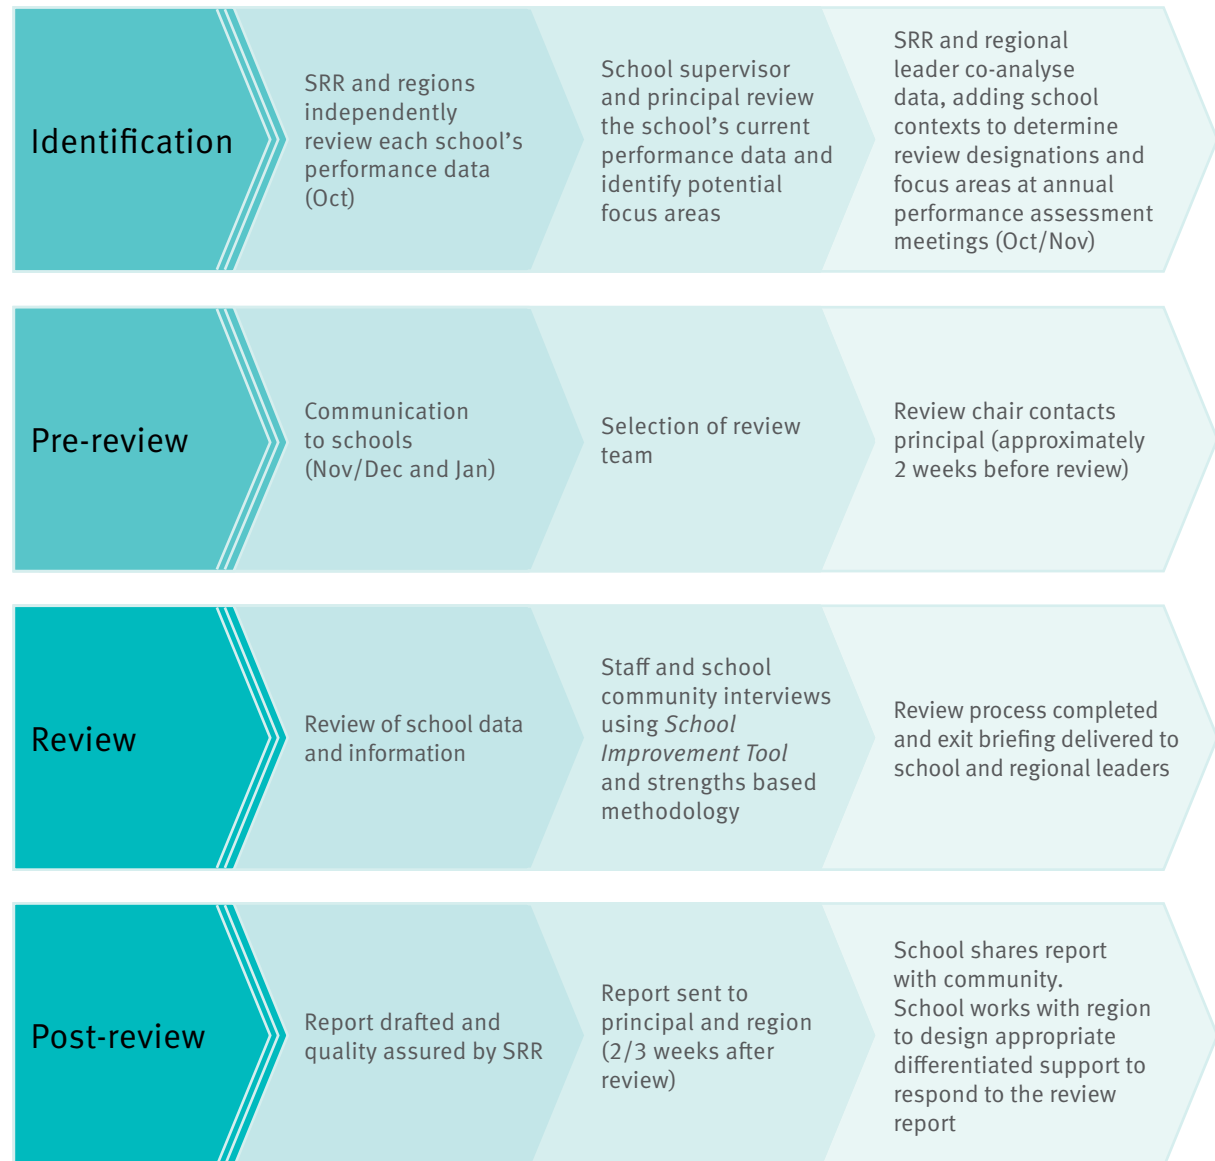 Identification
SRR and regions
independently
review each school’s
performance data
(Oct)
School supervisor
and principal review
the school’s current
performance data and
identify potential
focus areas
SRR and regional
leader co-analyse
data, adding school
contexts to determine
review designations and
focus areas at annual
performance assessment
meetings (Oct/Nov)
Pre-review
Communication
to schools
(Nov/Dec and Jan)
Selection of review
team
Review chair contacts
principal (approximately
2 weeks before review)
Review
Review of school data
and information
Staff and school
community interviews
using School
Improvement Tool
and strengths based
methodology
Review process completed
and exit briefing delivered to
school and regional leaders
Post-review
Report drafted and
quality assured by SRR
Report sent to
principal and region
(2/3 weeks after
review)
School shares report
with community.
School works with region
to design appropriate
differentiated support to
respond to the review
report